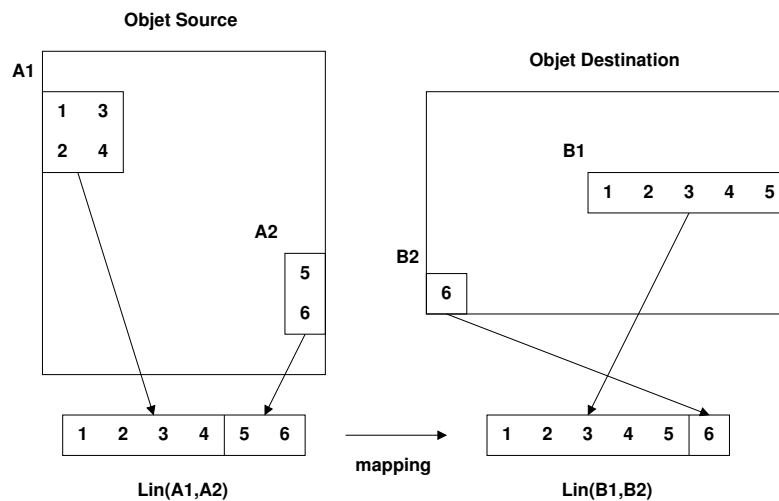 Objet Source
Objet Destination
A1
1 3
2 4
B1
1 2 3 4 5
A2
5
6
B2
6
1 2 3 4 5 6
1 2 3 4 5 6
mapping
Lin(A1,A2)
Lin(B1,B2)